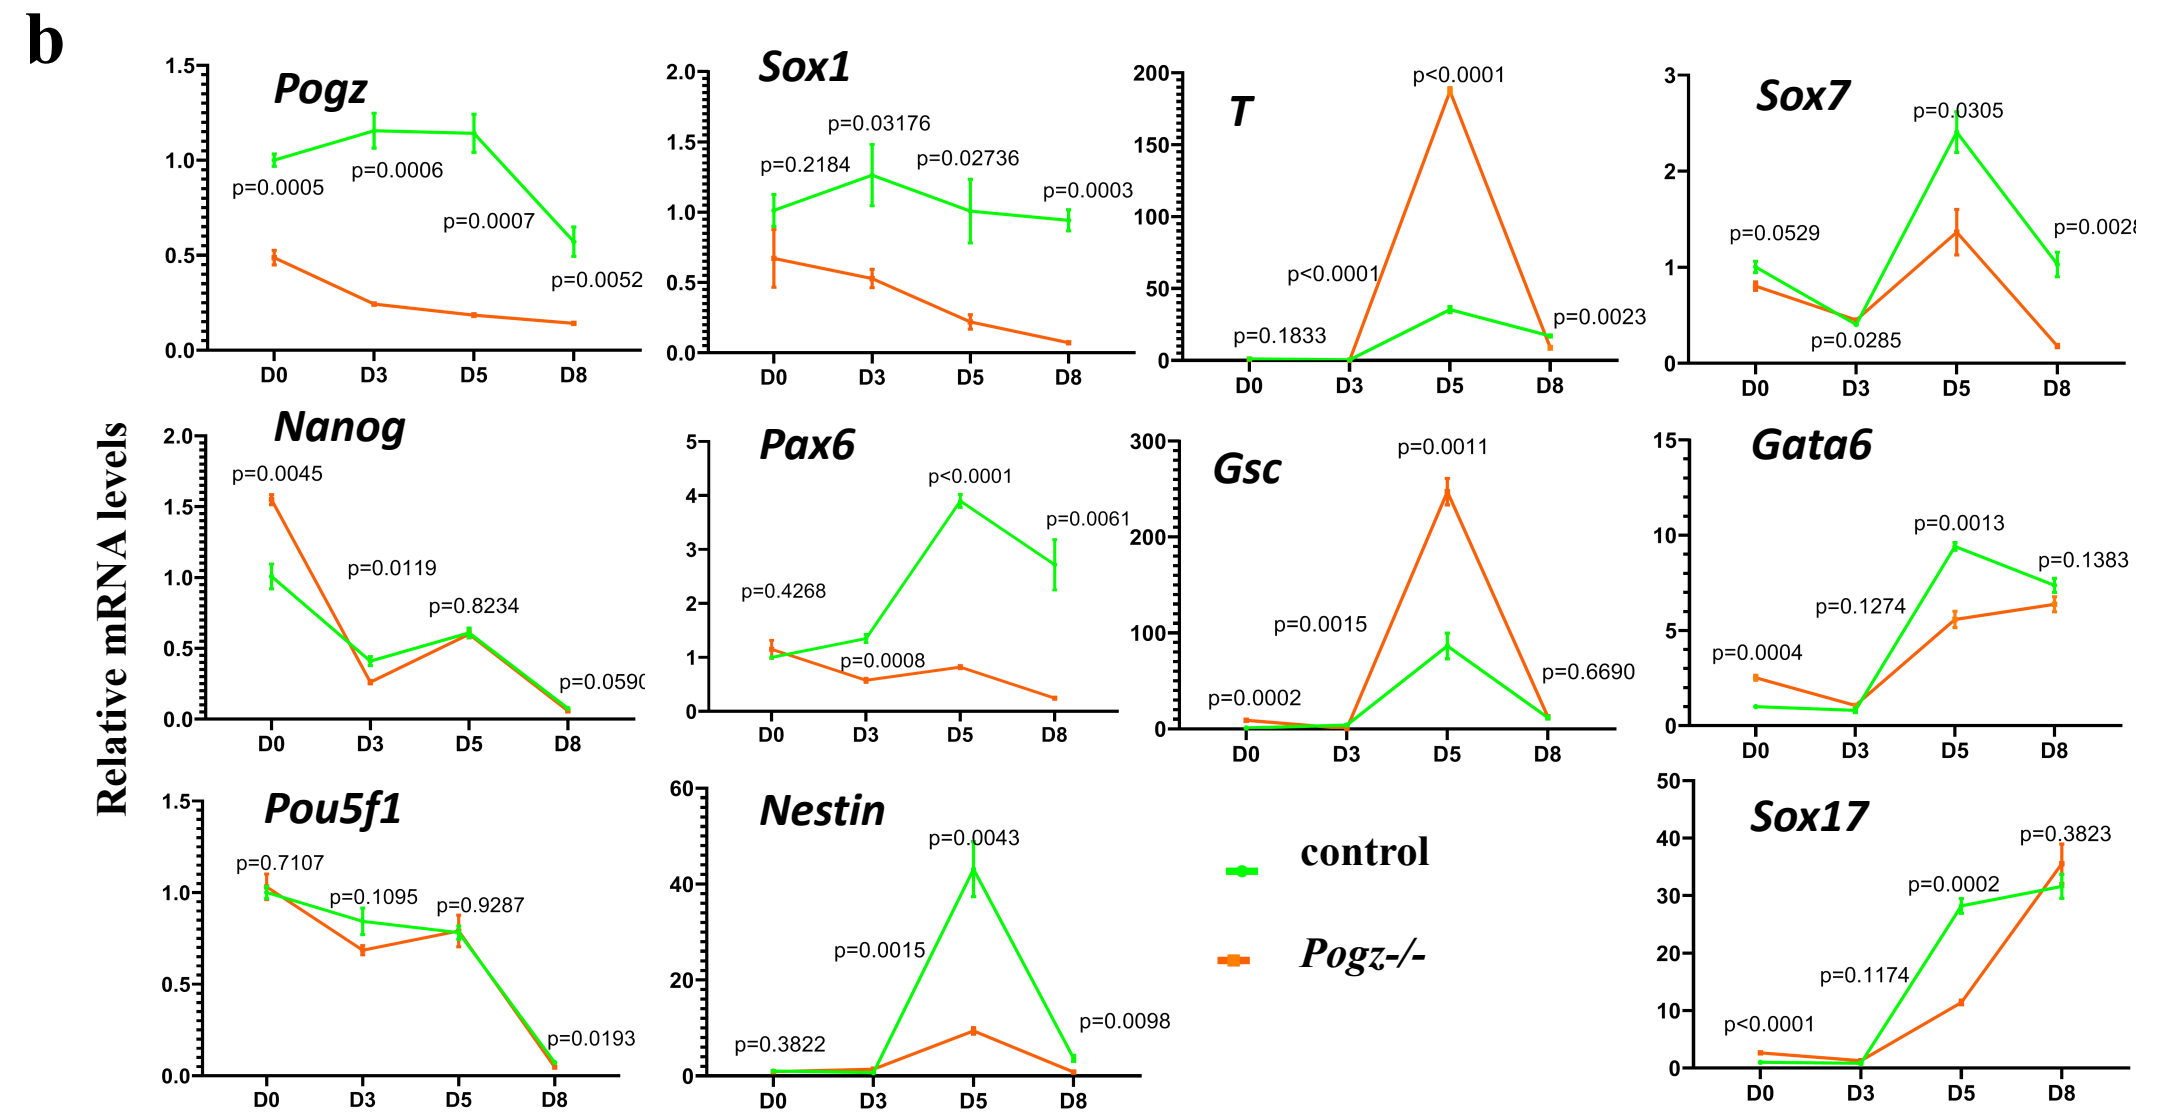 b
Relative mRNA levels
Pogz
1.5
1.0
0.5
0.0
p=0.0005
p=0.0006
p=0.0007
p=0.0052
D0 D3 D5 D8
Sox1
2.0
1.5
1.0
0.5
0.0
p=0.2184
p=0.03176
p=0.02736
p=0.0003
D0 D3 D5 D8
T
200
150
100
50
0
p=0.1833
p<0.0001
p<0.0001
p=0.0023
D0 D3 D5 D8
Sox7
3
2
1
0
p=0.0529
p=0.0285
p=0.0305
p=0.0028
D0 D3 D5 D8
Nanog
2.0
1.5
1.0
0.5
0.0
p=0.0045
p=0.0119
p=0.8234
p=0.0590
D0 D3 D5 D8
Pax6
5
4
3
2
1
0
p=0.4268
p=0.0008
p<0.0001
p=0.0061
D0 D3 D5 D8
Gsc
300
200
100
0
p=0.0002
p=0.0015
p=0.0011
p=0.6690
D0 D3 D5 D8
Gata6
15
10
5
0
p=0.0004
p=0.1274
p=0.0013
p=0.1383
D0 D3 D5 D8
Pou5f1
1.5
1.0
0.5
0.0
p=0.7107
p=0.1095
p=0.9287
p=0.0193
D0 D3 D5 D8
Nestin
60
40
20
0
p=0.3822
p=0.0015
p=0.0043
p=0.0098
D0 D3 D5 D8
control
Pogz-/-
Sox17
50
40
30
20
10
0
p<0.0001
p=0.1174
p=0.0002
p=0.3823
D0 D3 D5 D8